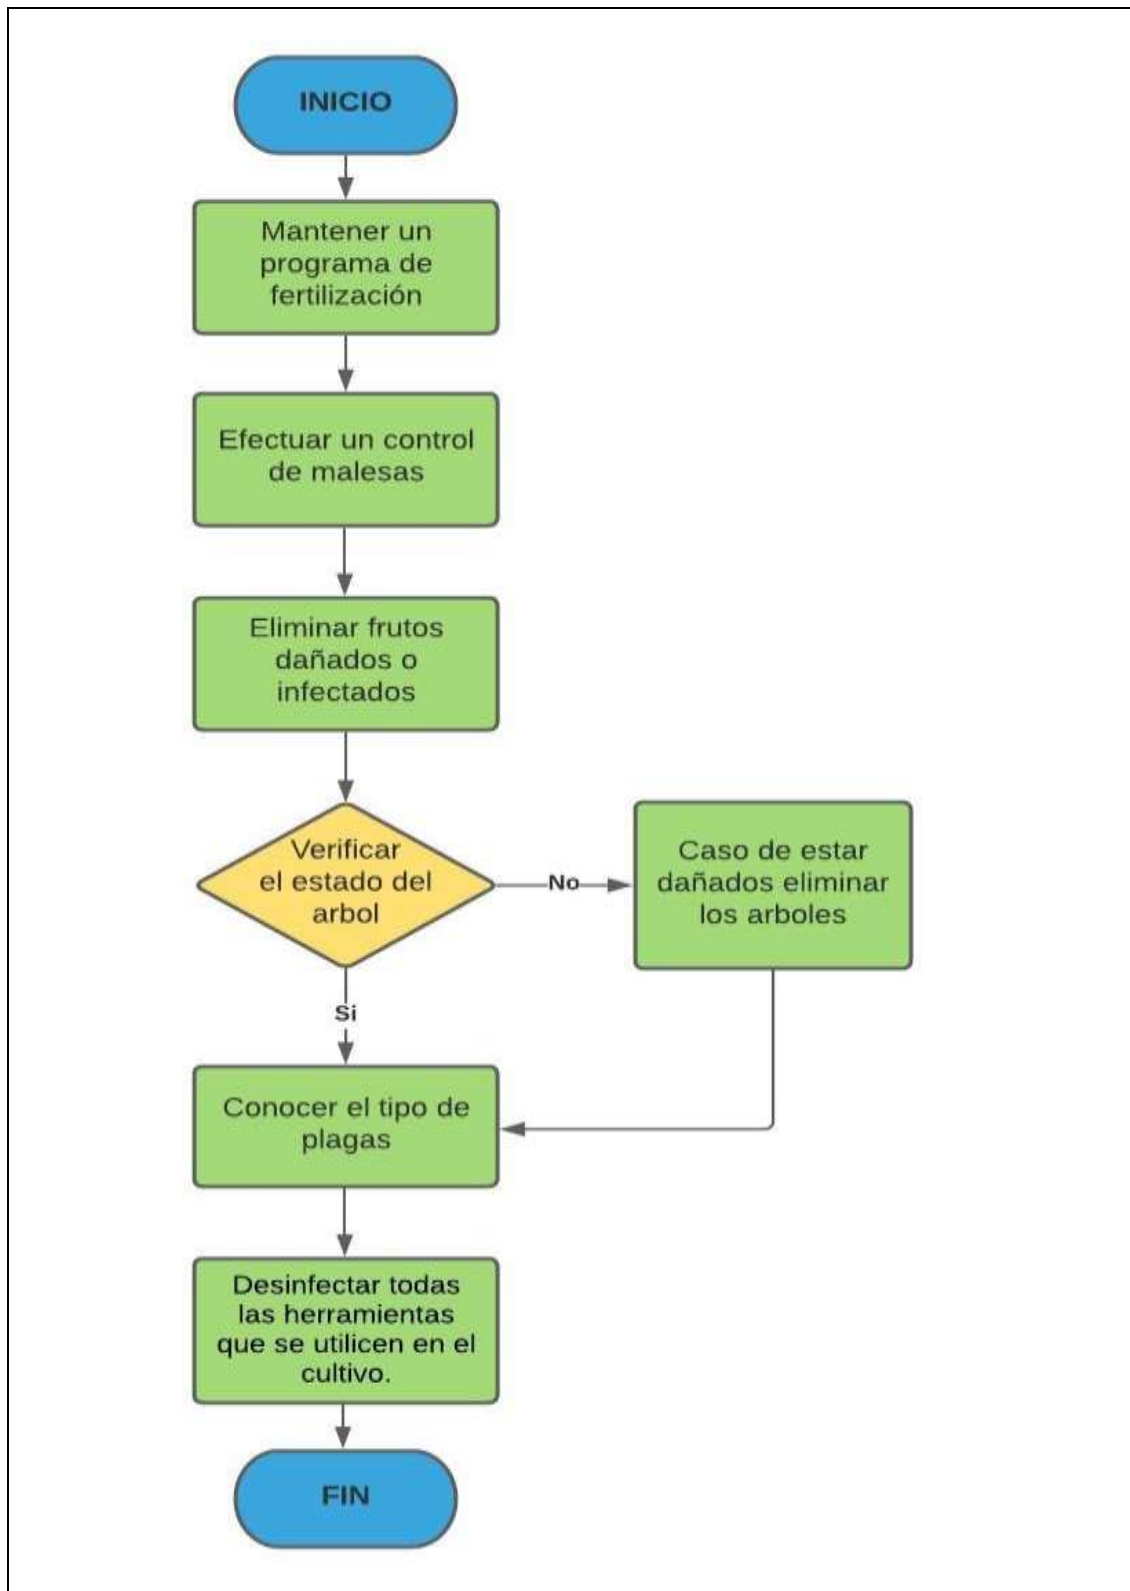 INICIO
Mantener un
programa de
fertilización
Efectuar un control
de malesas
Eliminar frutos
dañados o
infectados
Verificar
el estado del
arbol
No
Caso de estar
dañados eliminar
los arboles
Si
Conocer el tipo de
plagas
Desinfectar todas
las herramientas
que se utilicen en el
cultivo.
FIN